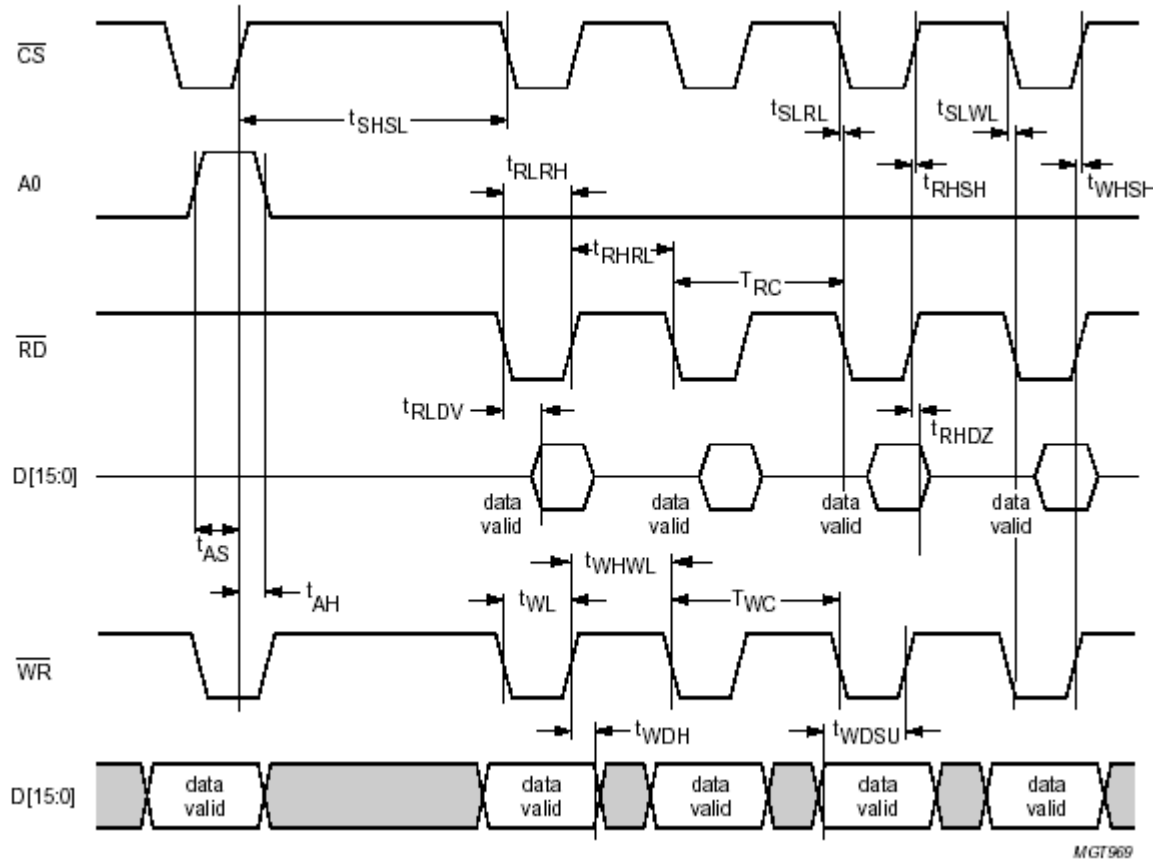 CS
tSHSL
tSLRL
tSLWL
A0
tRLRH
tRHSH
tWHSH
tRHRL
TRC
RD
tRLDV
tRHDZ
D[15:0]
data
valid
data
valid
data
valid
data
valid
tAS
tWHWL
tAH
tWL
TWC
WR
tWDH
tWDSU
D[15:0]
data
valid
data
valid
data
valid
data
valid
data
valid
MGT969